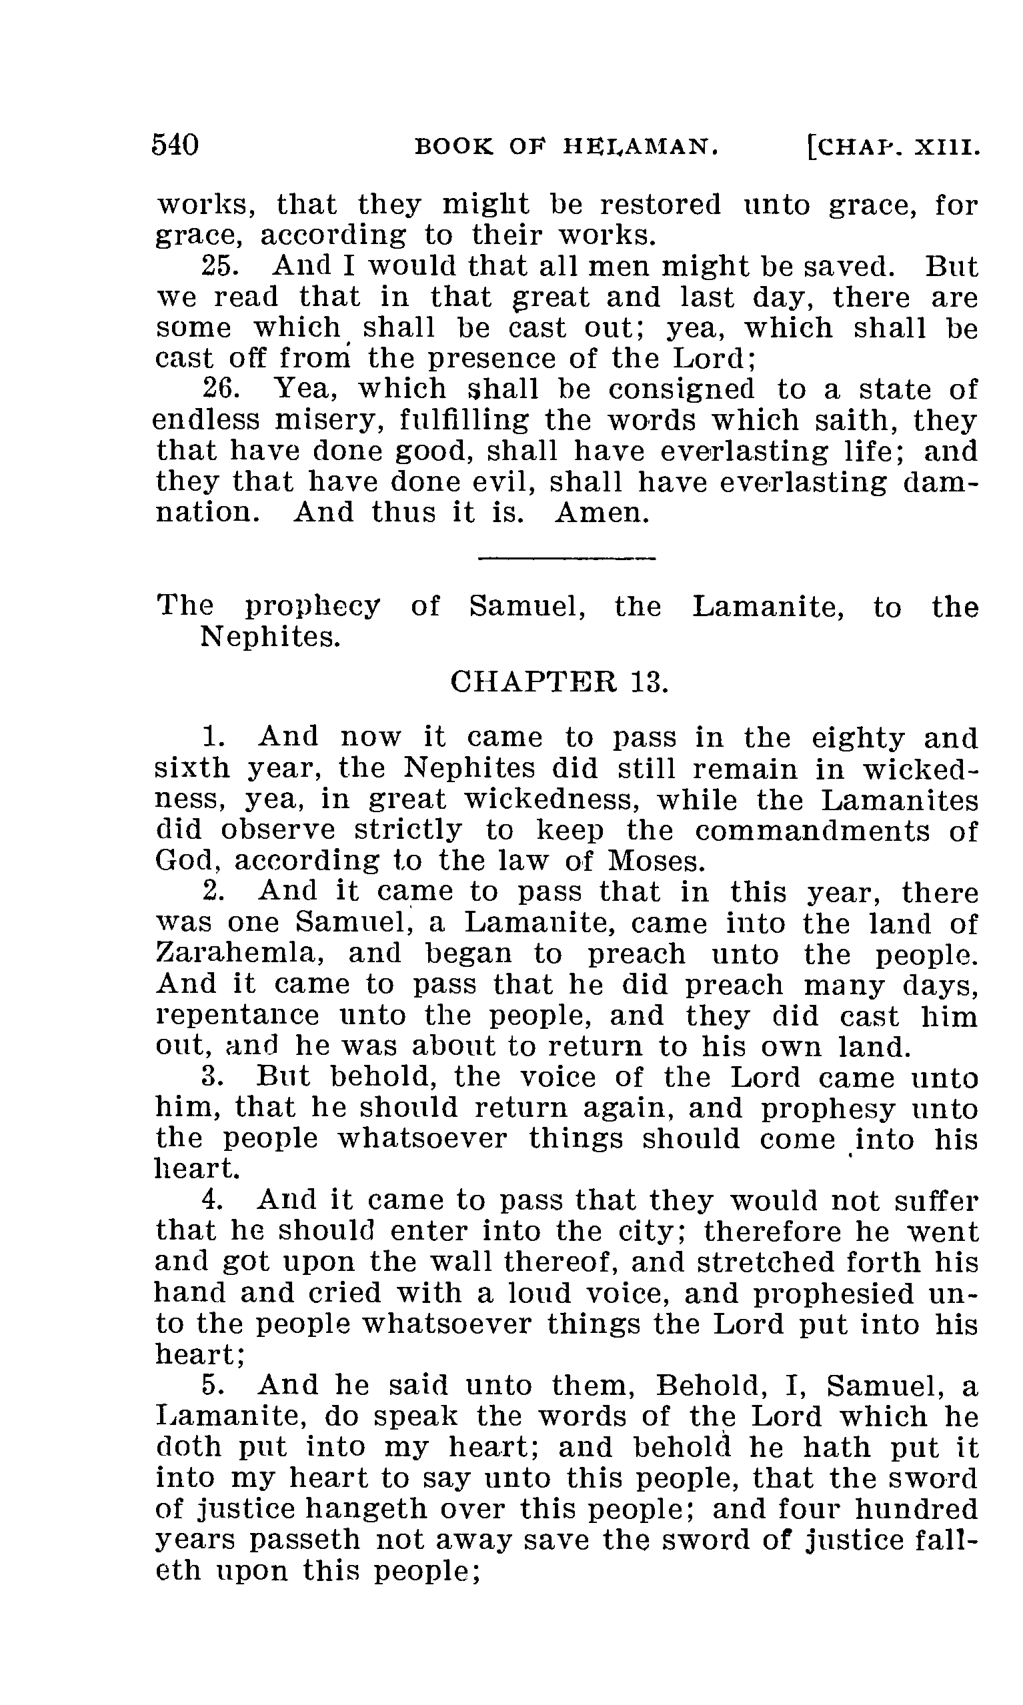 540 BOOK OF HELAMAN. [CHAP. XIII.
works, that they might be restored unto grace, for
grace, according to their works.
25. And I would that all men might be saved. But
we read that in that great and last day, there are
some which shall be cast out; yea, which shall be
cast off from the presence of the Lord;
26. Yea, which shall be consigned to a state of
endless misery, fulfilling the words which saith, they
that have done good, shall have everlasting life; and
they that have done evil, shall have everlasting dam-
nation. And thus it is. Amen.
The prophecy of Samuel, the Lamanite, to the
Nephites.
CHAPTER 13.
1. And now it came to pass in the eighty and
sixth year, the Nephites did still remain in wicked-
ness, yea, in great wickedness, while the Lamanites
did observe strictly to keep the commandments of
God, according to the law of Moses.
2. And it came to pass that in this year, there
was one Samuel, a Lamanite, came into the land of
Zarahemla, and began to preach unto the people.
And it came to pass that he did preach many days,
repentance unto the people, and they did cast him
out, and he was about to return to his own land.
3. But behold, the voice of the Lord came unto
him, that he should return again, and prophesy unto
the people whatsoever things should come into his
heart.
4. And it came to pass that they would not suffer
that he should enter into the city; therefore he went
and got upon the wall thereof, and stretched forth his
hand and cried with a loud voice, and prophesied un-
to the people whatsoever things the Lord put into his
heart;
5. And he said unto them, Behold, I, Samuel, a
Lamanite, do speak the words of the Lord which he
doth put into my heart; and behold he hath put it
into my heart to say unto this people, that the sword
of justice hangeth over this people; and four hundred
years passeth not away save the sword of justice fall-
eth upon this people;